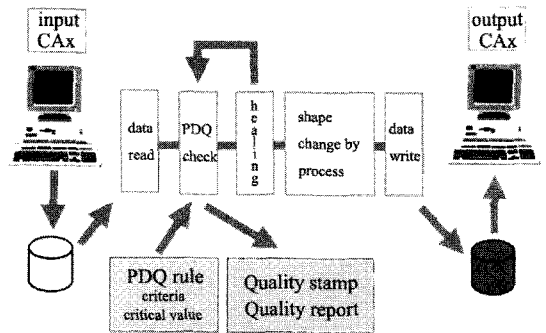 input
CAx
output
CAx
data
read
PDQ
check
healing
shape
change by
process
data
write
PDQ rule
criteria
critical value
Quality stamp
Quality report